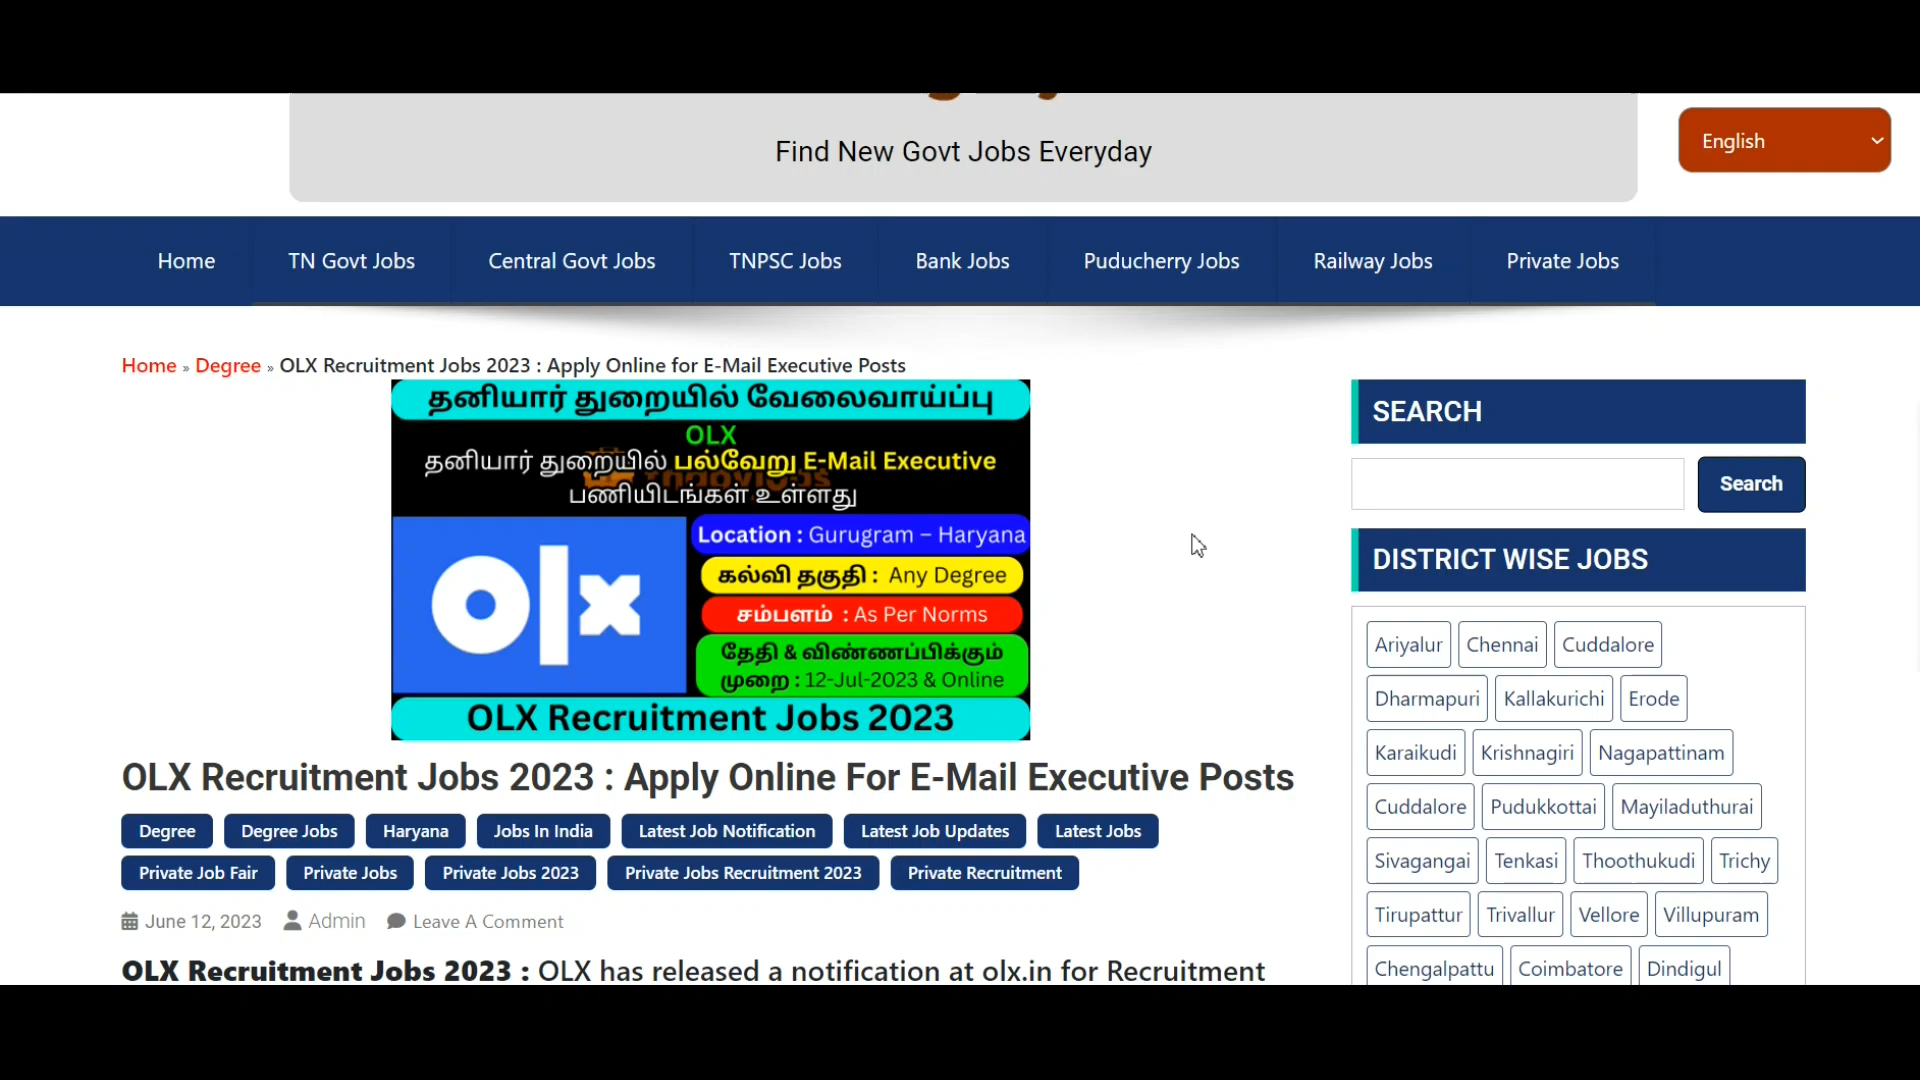 Find New Govt Jobs Everyday
English
Home TN Govt Jobs Central Govt Jobs TNPSC Jobs Bank Jobs Puducherry Jobs Railway Jobs Private Jobs
Home » Degree » OLX Recruitment Jobs 2023 : Apply Online for E-Mail Executive Posts
தனியார் துறையில் வேலைவாய்ப்பு
OLX
தனியார் துறையில் பல்வேறு E-Mail Executive
பணியிடங்கள் உள்ளது
olx
Location : Gurugram – Haryana
கல்வி தகுதி : Any Degree
சம்பளம் : As Per Norms
தேதி & விண்ணப்பிக்கும்
முறை : 12-Jul-2023 & Online
OLX Recruitment Jobs 2023
OLX Recruitment Jobs 2023 : Apply Online For E-Mail Executive Posts
Degree Degree Jobs Haryana Jobs In India Latest Job Notification Latest Job Updates Latest Jobs
Private Job Fair Private Jobs Private Jobs 2023 Private Jobs Recruitment 2023 Private Recruitment
June 12, 2023 Admin Leave A Comment
OLX Recruitment Jobs 2023 : OLX has released a notification at olx.in for Recruitment
SEARCH
Search
DISTRICT WISE JOBS
Ariyalur Chennai Cuddalore
Dharmapuri Kallakurichi Erode
Karaikudi Krishnagiri Nagapattinam
Cuddalore Pudukkottai Mayiladuthurai
Sivagangai Tenkasi Thoothukudi Trichy
Tirupattur Trivallur Vellore Villupuram
Chengalpattu Coimbatore Dindigul